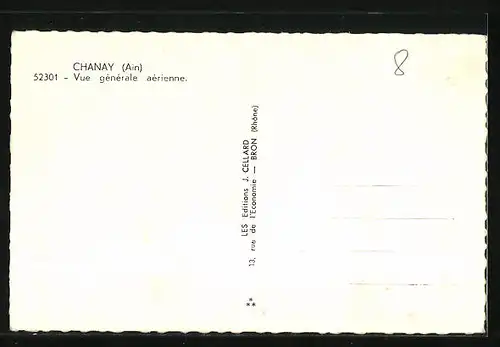 CHANAY (Ain)
52301 - Vue générale aérienne.
8
LES Editions J. CELLARD
13, rue de l'Economie — BRON (Rhône)